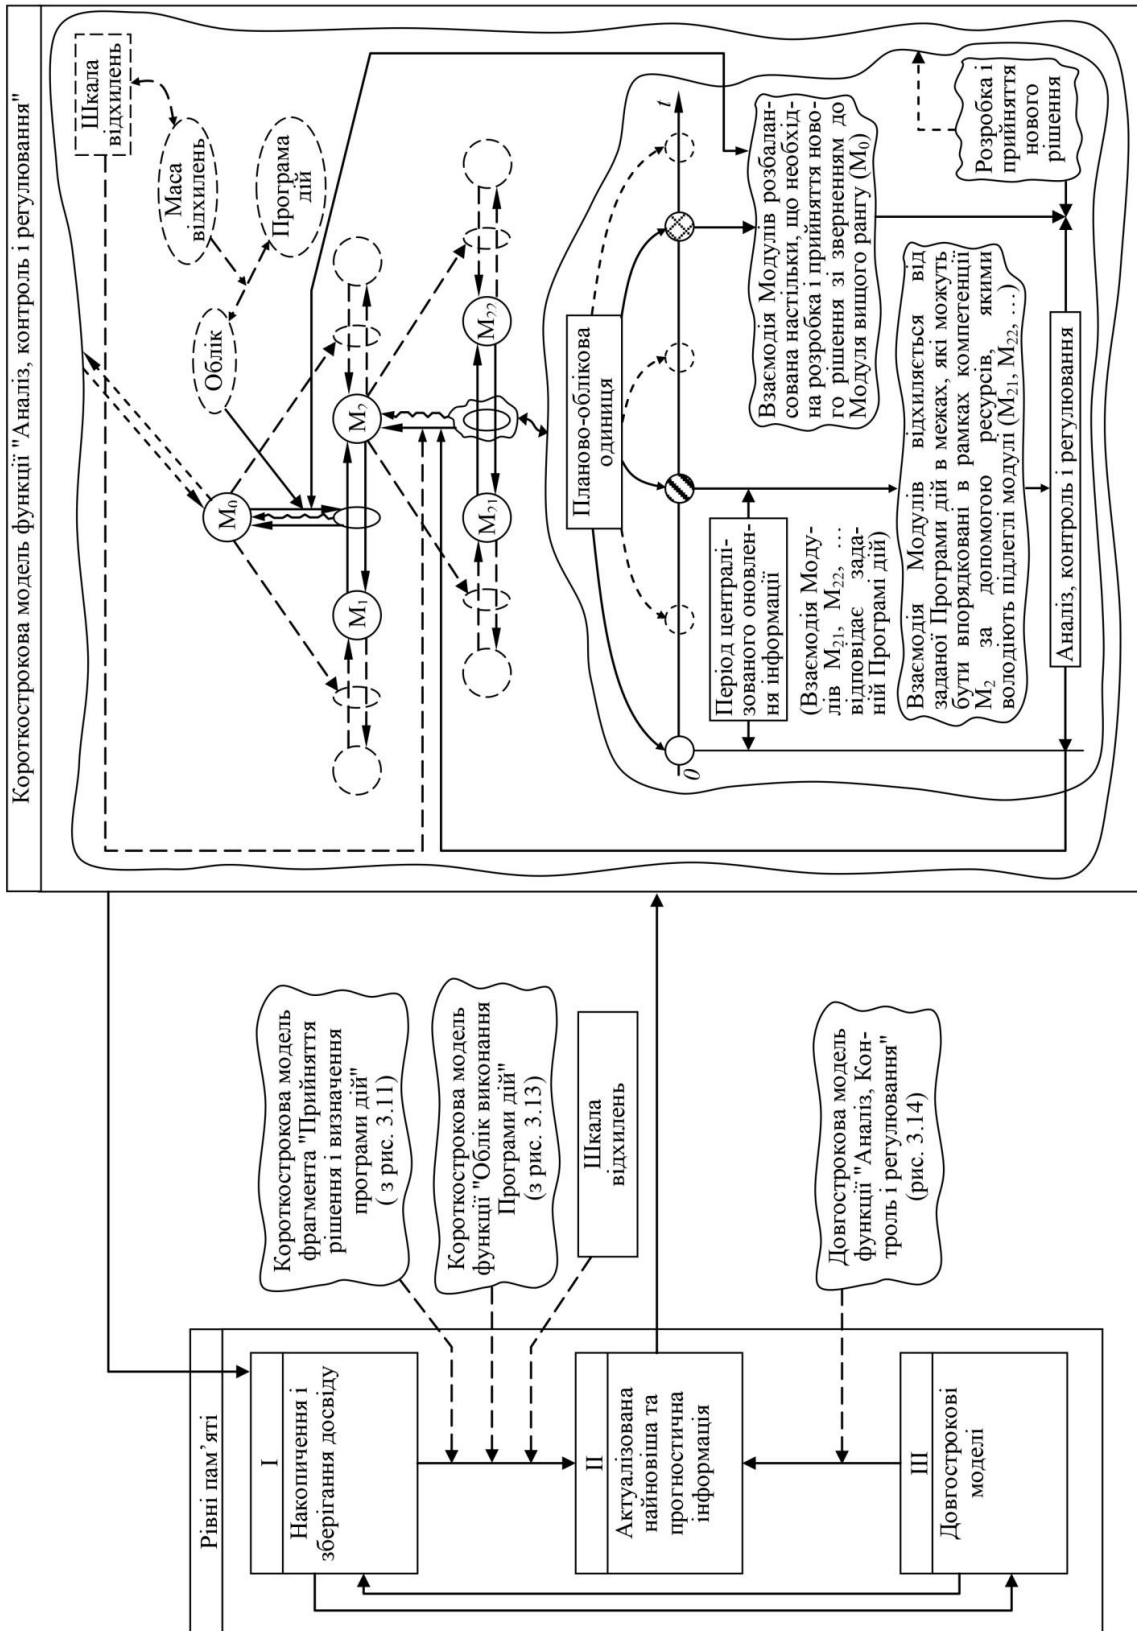 Рівні пам’яті
I
Накопичення і
зберігання досвіду
II
Актуалізована
найновіша та
прогностична
інформація
III
Довгострокові
моделі
Короткострокова модель
фрагмента "Прийняття
рішення і визначення
програми дій"
( з рис. 3.11)
Короткострокова модель
функції "Облік виконання
Програми дій"
(з рис. 3.13)
Шкала
відхилень
Довгострокова модель
функції "Аналіз, Кон-
троль і регулювання"
(рис. 3.14)
Короткострокова модель функції "Аналіз, контроль і регулювання"
Шкала
відхилень
Маса
відхилень
Програма
дій
Облік
M0
M1
M2
M21
M22
Планово-облікова
одиниця
0
t
Період централі-
зованого оновлен-
ня інформації
(Взаємодія Моду-
лів M21, M22, …
відповідає зада-
ній Програмі дій)
Взаємодія Модулів відхиляється від
заданої Програми дій в межах, які можуть
бути впорядковані в рамках компетенції
M2 за допомогою ресурсів, якими
володіють підлеглі модулі (M21, M22, …)
Взаємодія Модулів розбалан-
сована настільки, що необхід-
на розробка і прийняття ново-
го рішення зі зверненням до
Модуля вищого рангу (M0)
Розробка і
прийняття
нового
рішення
Аналіз, контроль і регулювання